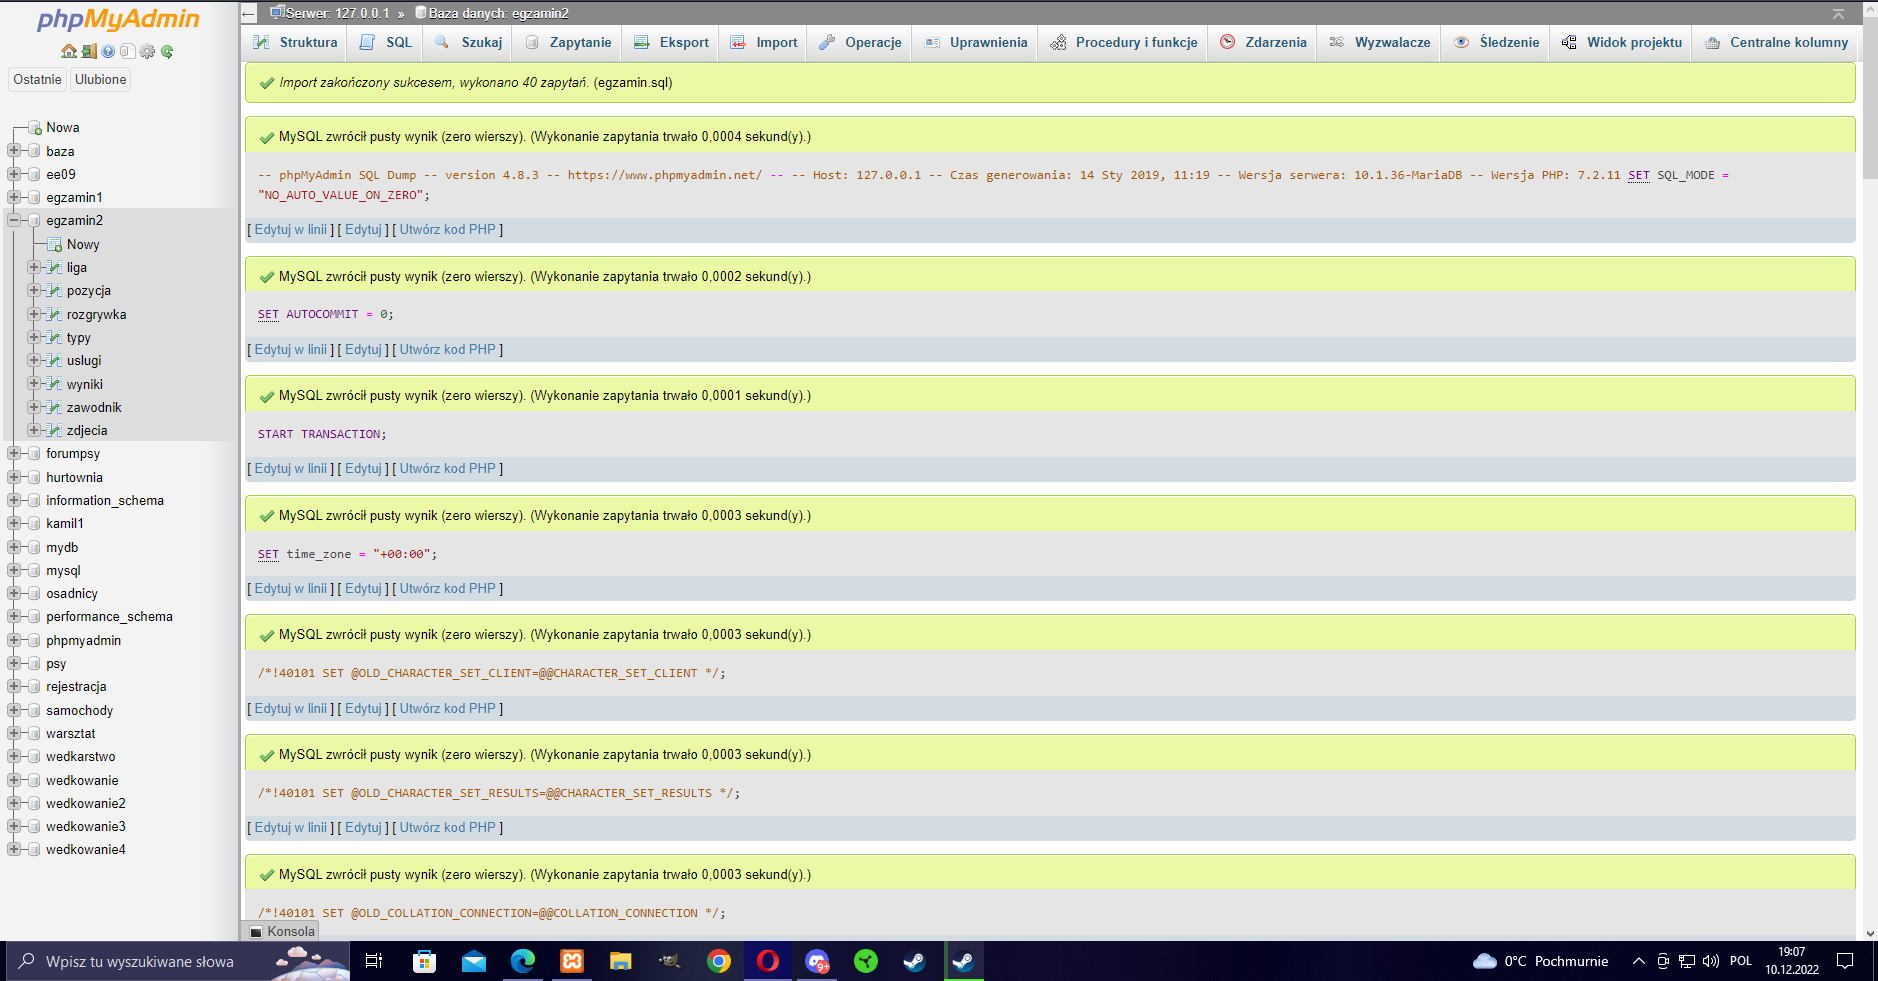 phpMyAdmin
Ostatnie Ulubione
Nowa
baza
ee09
egzamin1
egzamin2
Nowy
liga
pozycja
rozgrywka
typy
uslugi
wyniki
zawodnik
zdjecia
forumpsy
hurtownia
information_schema
kamil1
mydb
mysql
osadnicy
performance_schema
phpmyadmin
psy
rejestracja
samochody
warsztat
wedkarstwo
wedkowanie
wedkowanie2
wedkowanie3
wedkowanie4
Serwer: 127.0.0.1 » Baza danych: egzamin2
Struktura SQL Szukaj Zapytanie Eksport Import Operacje Uprawnienia Procedury i funkcje Zdarzenia Wyzwalacze Śledzenie Widok projektu Centralne kolumny
Import zakończony sukcesem, wykonano 40 zapytań. (egzamin.sql)
MySQL zwrócił pusty wynik (zero wierszy). (Wykonanie zapytania trwało 0,0004 sekund(y).)
-- phpMyAdmin SQL Dump -- version 4.8.3 -- https://www.phpmyadmin.net/ -- -- Host: 127.0.0.1 -- Czas generowania: 14 Sty 2019, 11:19 -- Wersja serwera: 10.1.36-MariaDB -- Wersja PHP: 7.2.11 SET SQL_MODE =
"NO_AUTO_VALUE_ON_ZERO";
[ Edytuj w linii ] [ Edytuj ] [ Utwórz kod PHP ]
MySQL zwrócił pusty wynik (zero wierszy). (Wykonanie zapytania trwało 0,0002 sekund(y).)
SET AUTOCOMMIT = 0;
[ Edytuj w linii ] [ Edytuj ] [ Utwórz kod PHP ]
MySQL zwrócił pusty wynik (zero wierszy). (Wykonanie zapytania trwało 0,0001 sekund(y).)
START TRANSACTION;
[ Edytuj w linii ] [ Edytuj ] [ Utwórz kod PHP ]
MySQL zwrócił pusty wynik (zero wierszy). (Wykonanie zapytania trwało 0,0003 sekund(y).)
SET time_zone = "+00:00";
[ Edytuj w linii ] [ Edytuj ] [ Utwórz kod PHP ]
MySQL zwrócił pusty wynik (zero wierszy). (Wykonanie zapytania trwało 0,0003 sekund(y).)
/*!40101 SET @OLD_CHARACTER_SET_CLIENT=@@CHARACTER_SET_CLIENT */;
[ Edytuj w linii ] [ Edytuj ] [ Utwórz kod PHP ]
MySQL zwrócił pusty wynik (zero wierszy). (Wykonanie zapytania trwało 0,0003 sekund(y).)
/*!40101 SET @OLD_CHARACTER_SET_RESULTS=@@CHARACTER_SET_RESULTS */;
[ Edytuj w linii ] [ Edytuj ] [ Utwórz kod PHP ]
MySQL zwrócił pusty wynik (zero wierszy). (Wykonanie zapytania trwało 0,0003 sekund(y).)
/*!40101 SET @OLD_COLLATION_CONNECTION=@@COLLATION_CONNECTION */;
Konsola
Wpisz tu wyszukiwane słowa
9+
0°C Pochmurnie
POL
19:07
10.12.2022